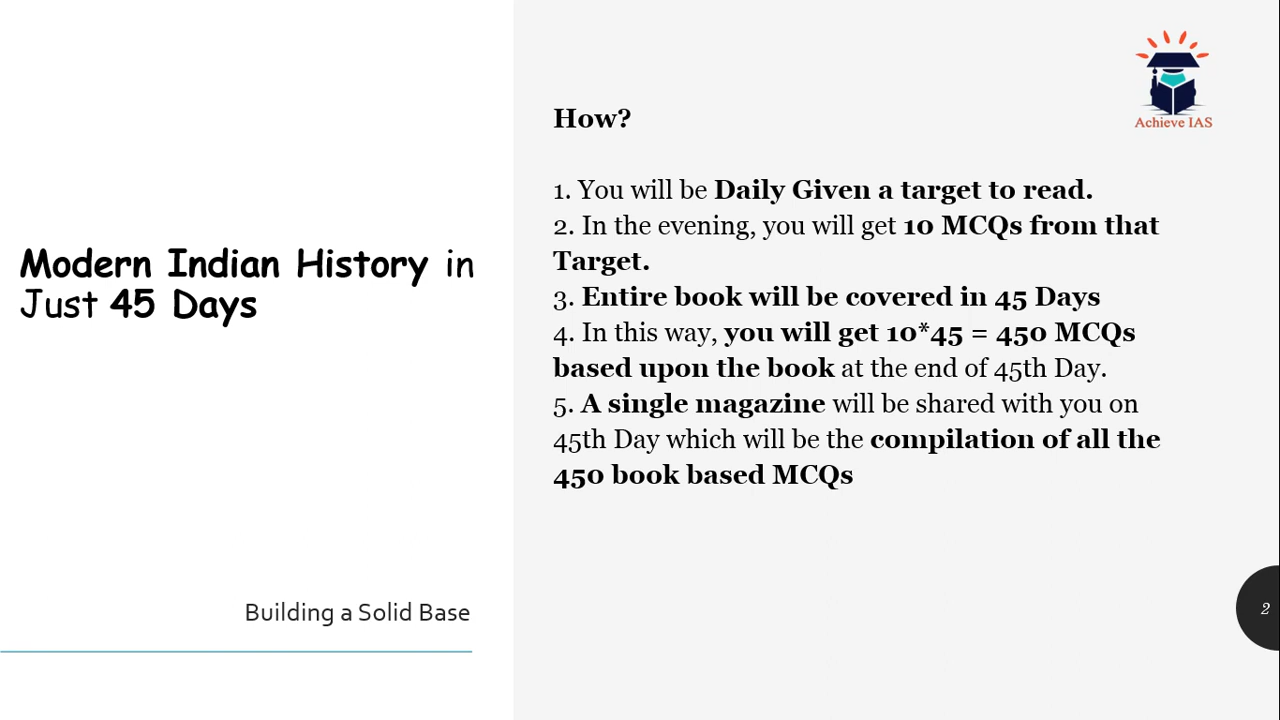 Modern Indian History in
Just 45 Days
Building a Solid Base
Achieve IAS
How?
1. You will be Daily Given a target to read.
2. In the evening, you will get 10 MCQs from that
Target.
3. Entire book will be covered in 45 Days
4. In this way, you will get 10*45 = 450 MCQs
based upon the book at the end of 45th Day.
5. A single magazine will be shared with you on
45th Day which will be the compilation of all the
450 book based MCQs
2